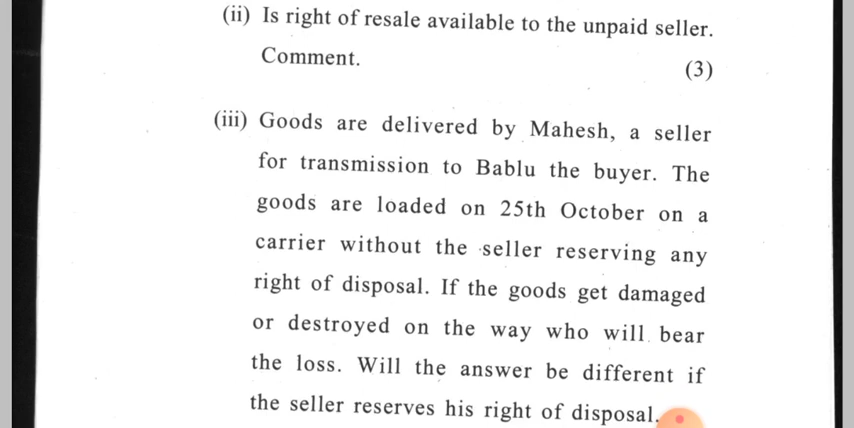 (ii) Is right of resale available to the unpaid seller.
Comment. (3)
(iii) Goods are delivered by Mahesh, a seller
for transmission to Bablu the buyer. The
goods are loaded on 25th October on a
carrier without the seller reserving any
right of disposal. If the goods get damaged
or destroyed on the way who will bear
the loss. Will the answer be different if
the seller reserves his right of disposal.